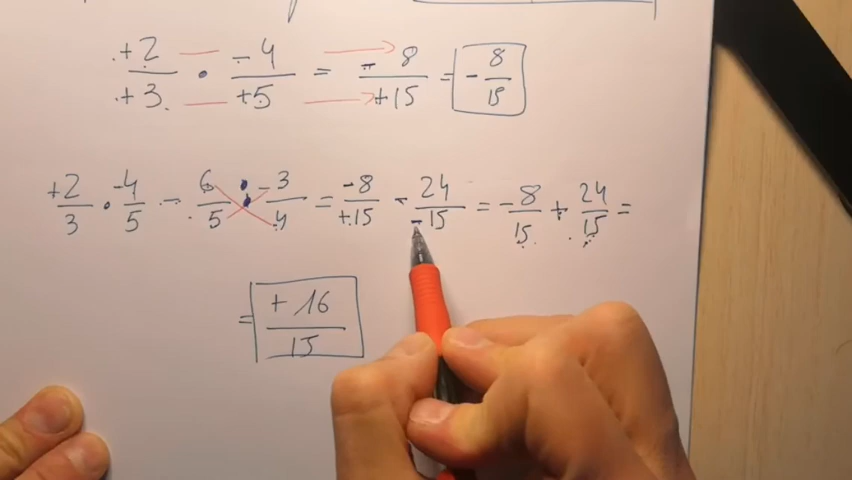 +2/+3 · -4/+5 = -8/+15 = -8/15
+2/3 · -4/5 - 6/5 : -3/4 = -8/+15 - 24/-15 = -8/15 + 24/15 =
= +16/15